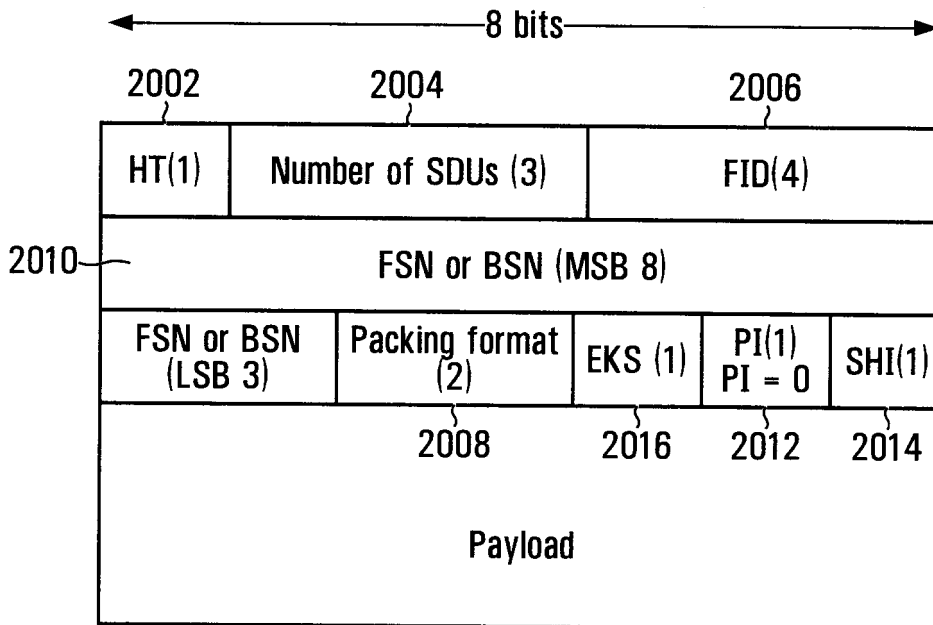 8 bits
2002 2004 2006
HT(1) Number of SDUs (3) FID(4)
2010 FSN or BSN (MSB 8)
FSN or BSN
(LSB 3)
Packing format
(2)
EKS (1)
PI(1)
PI = 0
SHI(1)
2008 2016 2012 2014
Payload